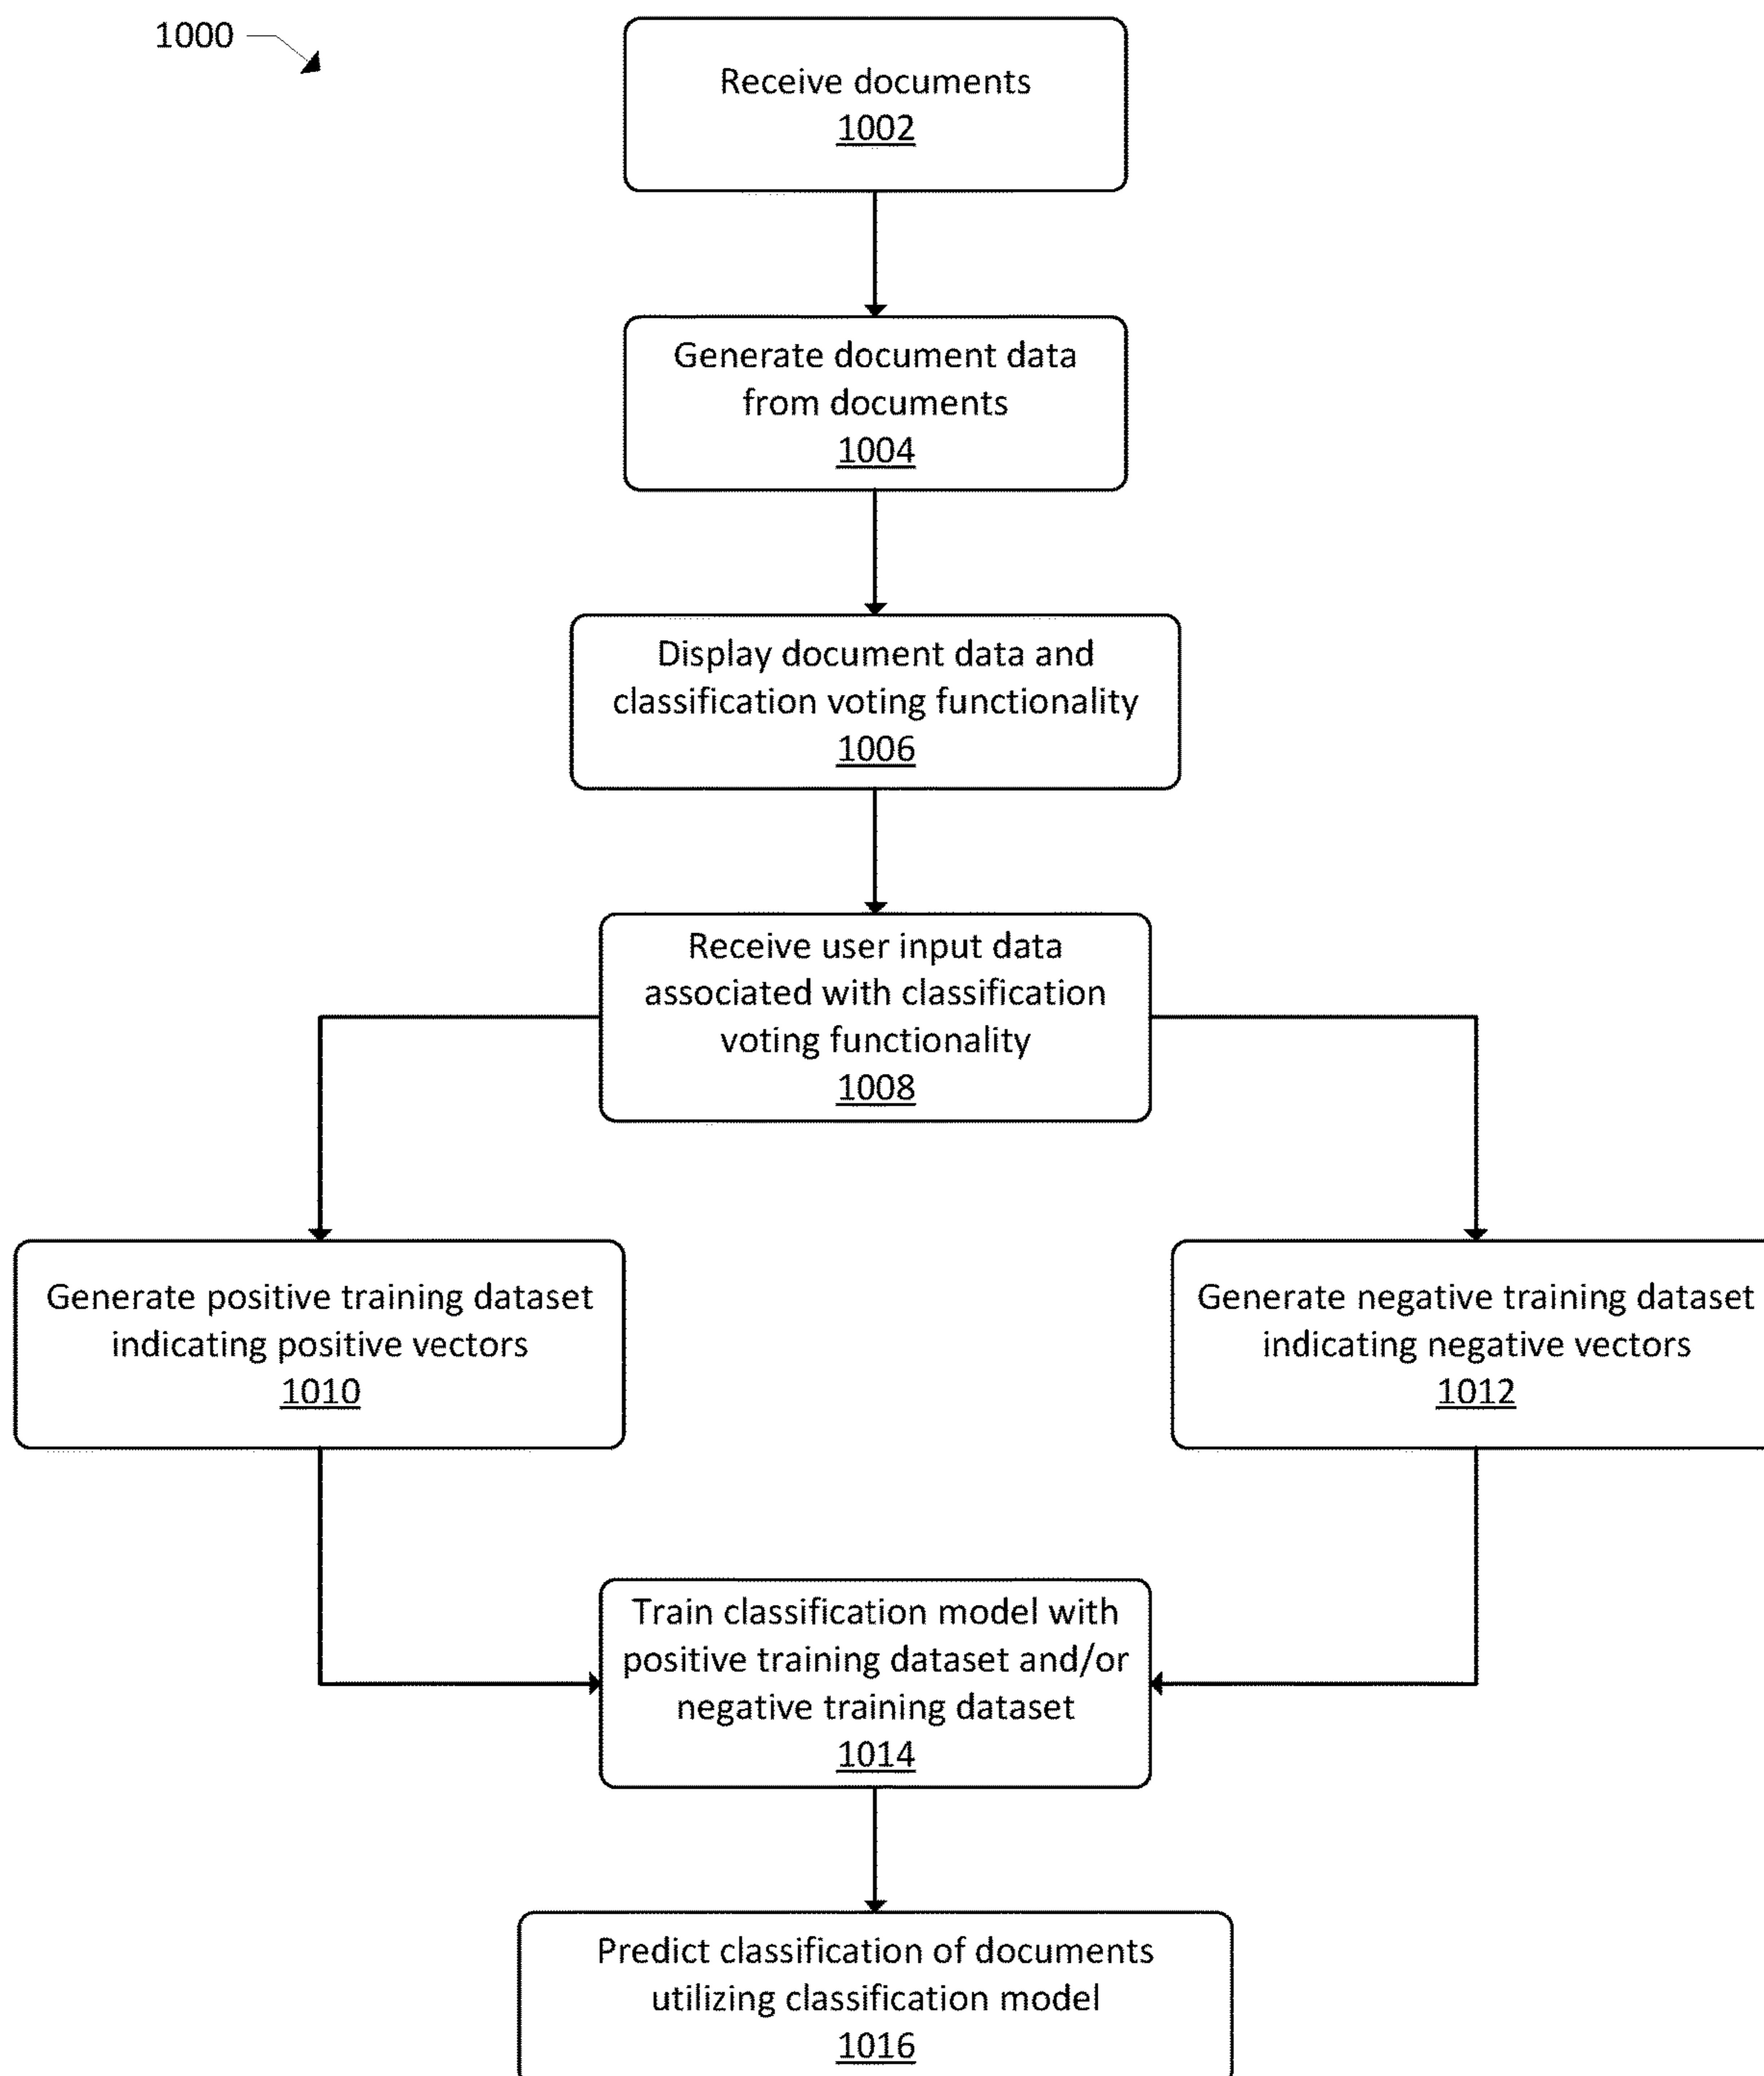 1000
Receive documents
1002
Generate document data
from documents
1004
Display document data and
classification voting functionality
1006
Receive user input data
associated with classification
voting functionality
1008
Generate positive training dataset
indicating positive vectors
1010
Generate negative training dataset
indicating negative vectors
1012
Train classification model with
positive training dataset and/or
negative training dataset
1014
Predict classification of documents
utilizing classification model
1016